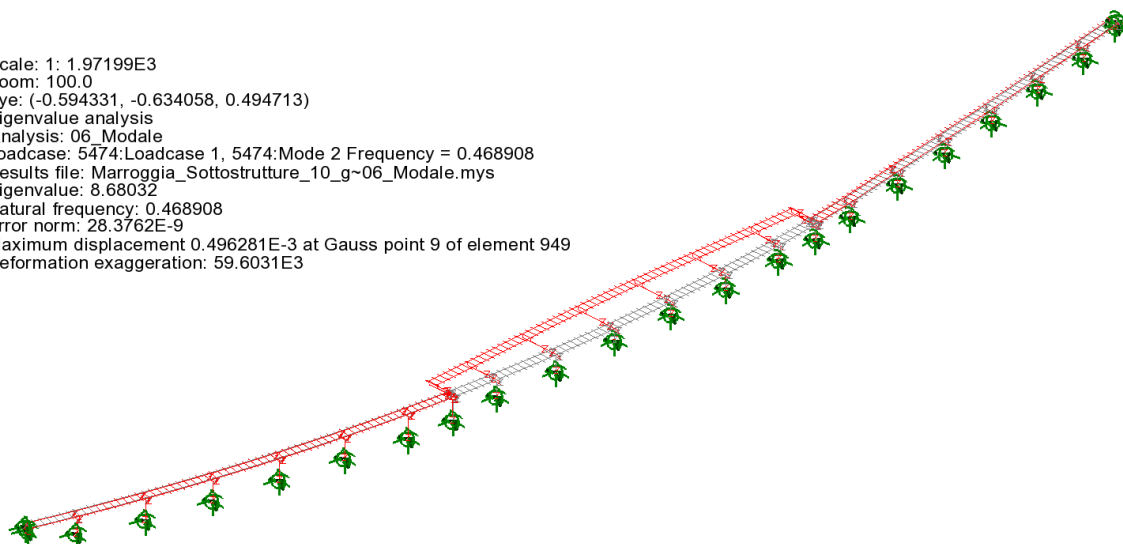 cale: 1: 1.97199E3
oom: 100.0
ye: (-0.594331, -0.634058, 0.494713)
igenvalue analysis
nalysis: 06_Modale
oadcase: 5474:Loadcase 1, 5474:Mode 2 Frequency = 0.468908
esults file: Marroggia_Sottostrutture_10_g~06_Modale.mys
igenvalue: 8.68032
atural frequency: 0.468908
rror norm: 28.3762E-9
aximum displacement 0.496281E-3 at Gauss point 9 of element 949
eformation exaggeration: 59.6031E3